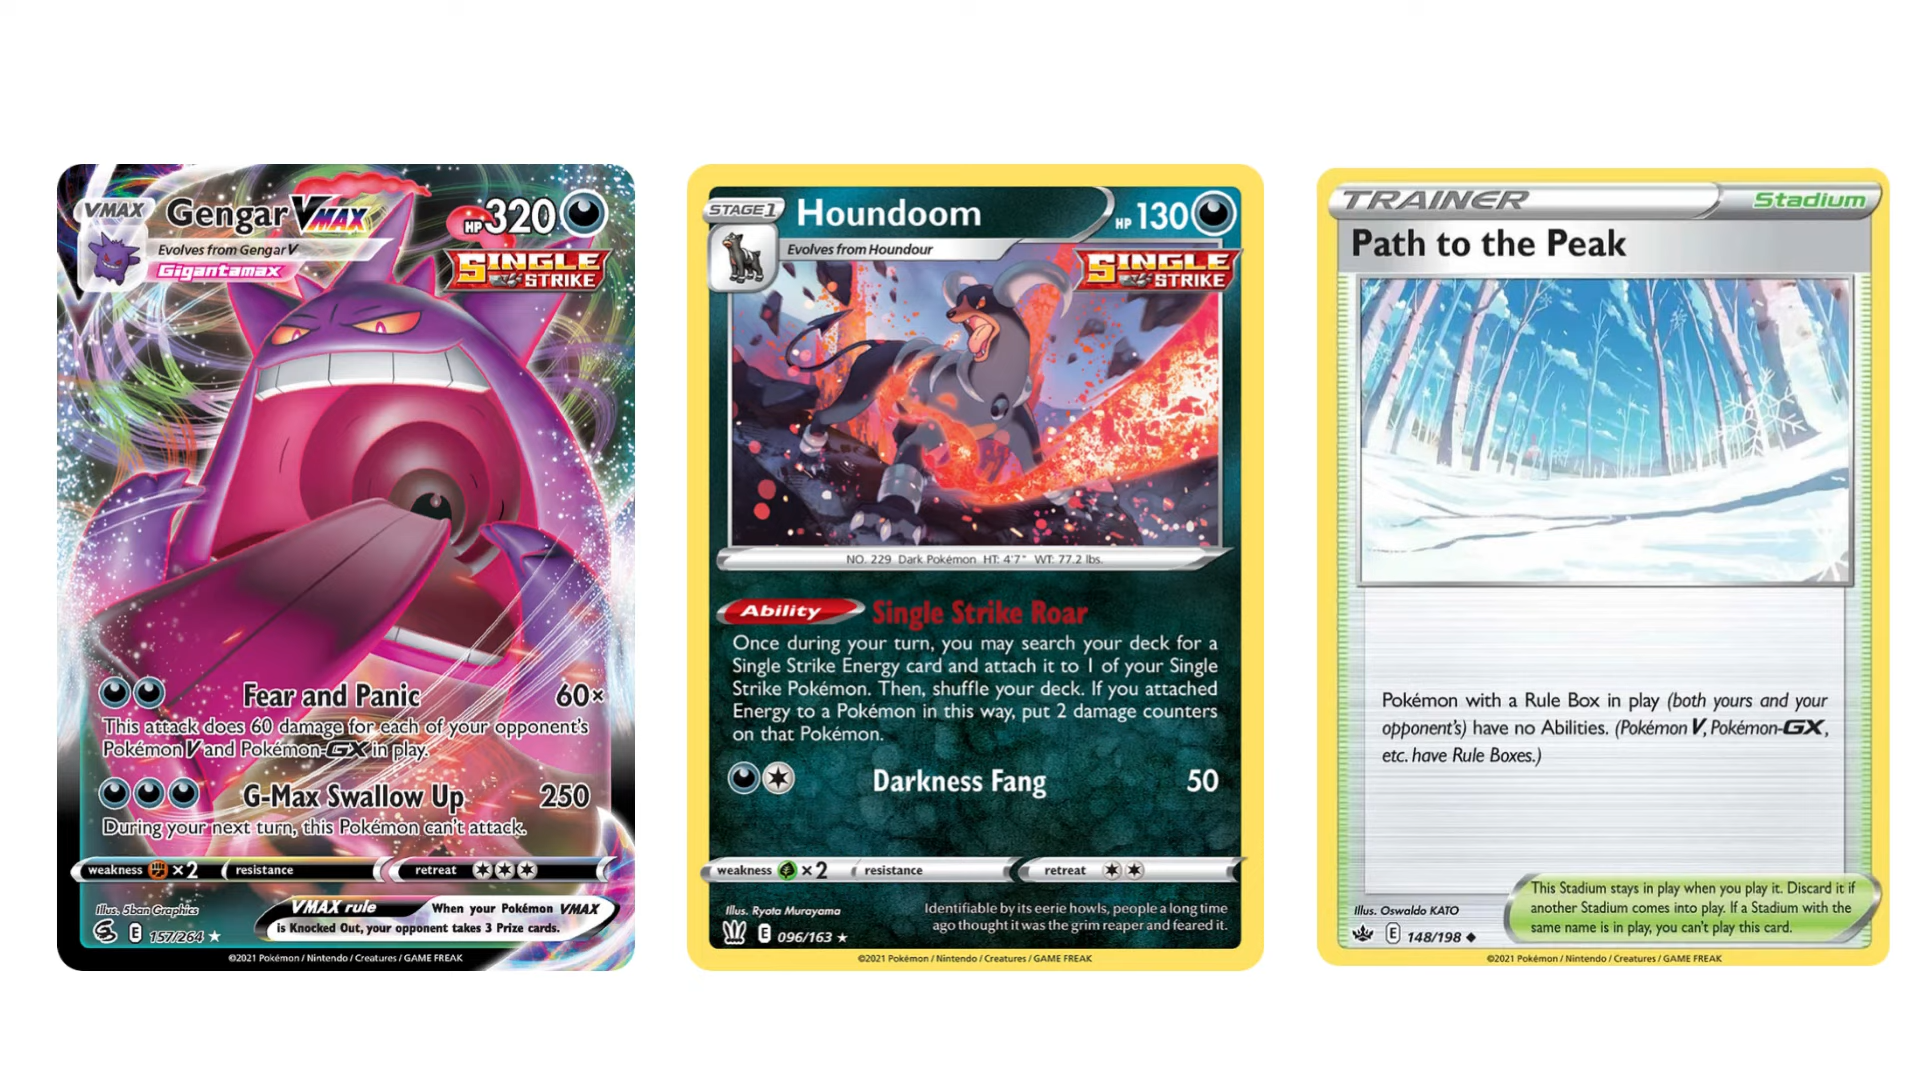 VMAX
Gengar VMAX
HP 320
Evolves from Gengar V
Gigantamax
SINGLE
STRIKE
Fear and Panic 60×
This attack does 60 damage for each of your opponent's
Pokémon V and Pokémon-GX in play.
G-Max Swallow Up 250
During your next turn, this Pokémon can't attack.
weakness ×2 resistance retreat
Illus. 5ban Graphics
VMAX rule When your Pokémon VMAX
is Knocked Out, your opponent takes 3 Prize cards.
E 157/264
©2021 Pokémon / Nintendo / Creatures / GAME FREAK
STAGE1
Houndoom
HP 130
Evolves from Houndour
SINGLE
STRIKE
NO. 229 Dark Pokémon HT: 4'7" WT: 77.2 lbs.
Ability Single Strike Roar
Once during your turn, you may search your deck for a
Single Strike Energy card and attach it to 1 of your Single
Strike Pokémon. Then, shuffle your deck. If you attached
Energy to a Pokémon in this way, put 2 damage counters
on that Pokémon.
Darkness Fang 50
weakness ×2 resistance retreat
Illus. Ryota Murayama
Identifiable by its eerie howls, people a long time
ago thought it was the grim reaper and feared it.
E 096/163
©2021 Pokémon / Nintendo / Creatures / GAME FREAK
TRAINER Stadium
Path to the Peak
Pokémon with a Rule Box in play (both yours and your
opponent's) have no Abilities. (Pokémon V, Pokémon-GX,
etc. have Rule Boxes.)
This Stadium stays in play when you play it. Discard it if
another Stadium comes into play. If a Stadium with the
same name is in play, you can't play this card.
Illus. Oswaldo KATO
E 148/198
©2021 Pokémon / Nintendo / Creatures / GAME FREAK